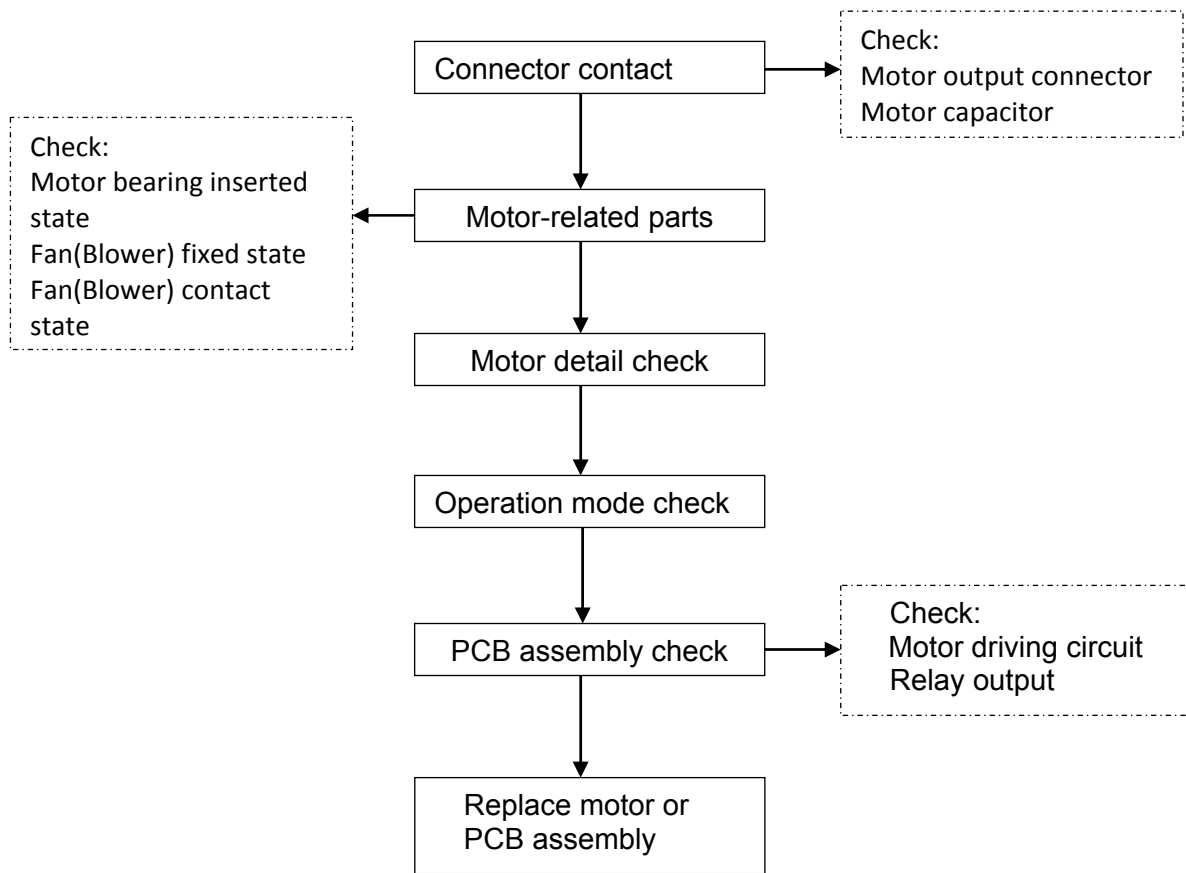 Connector contact
Check:
Motor output connector
Motor capacitor
Check:
Motor bearing inserted
state
Fan(Blower) fixed state
Fan(Blower) contact
state
Motor-related parts
Motor detail check
Operation mode check
PCB assembly check
Check:
Motor driving circuit
Relay output
Replace motor or
PCB assembly